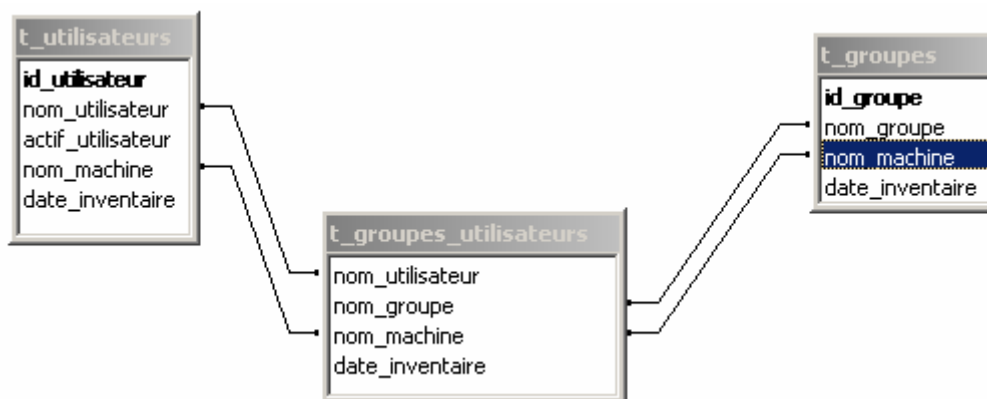 t_utilisateurs
id_utilisateur
nom_utilisateur
actif_utilisateur
nom_machine
date_inventaire
t_groupes
id_groupe
nom_groupe
nom_machine
date_inventaire
t_groupes_utilisateurs
nom_utilisateur
nom_groupe
nom_machine
date_inventaire